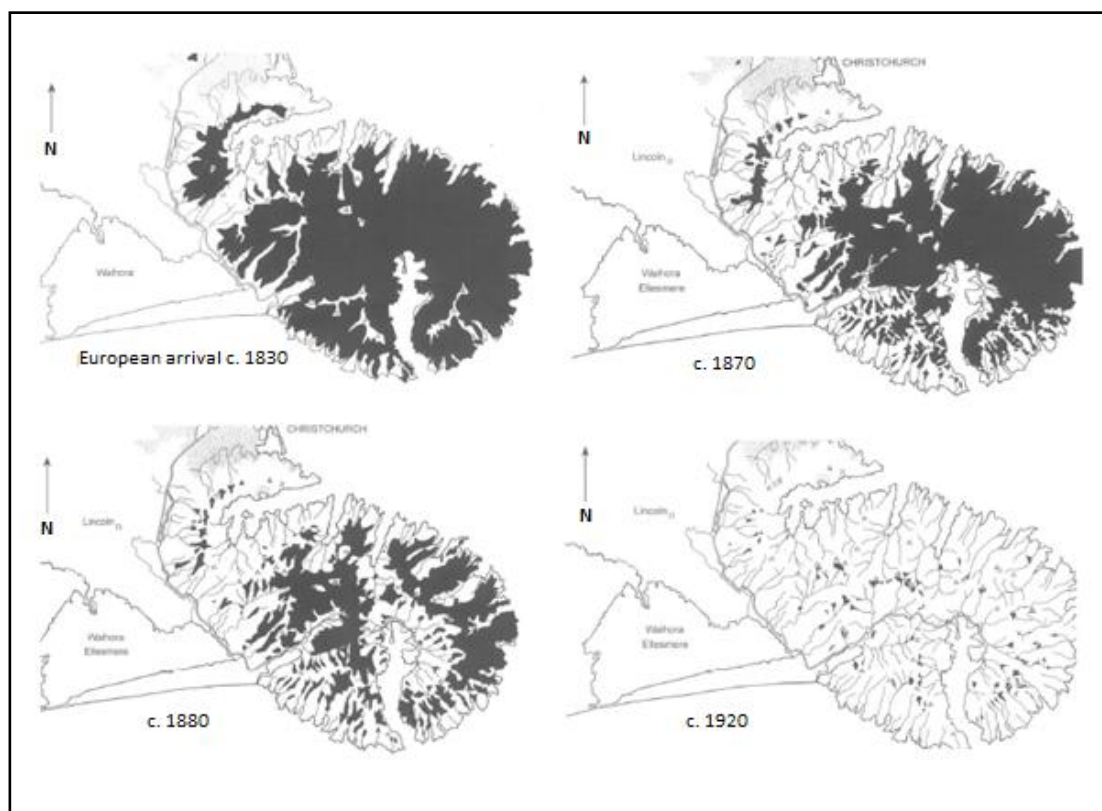 N
Waihora
European arrival c. 1830
CHRISTCHURCH
N
Lincoln
Waihora
Ellesmere
c. 1870
CHRISTCHURCH
N
Lincoln
Waihora
Ellesmere
c. 1880
N
Lincoln
Waihora
Ellesmere
c. 1920